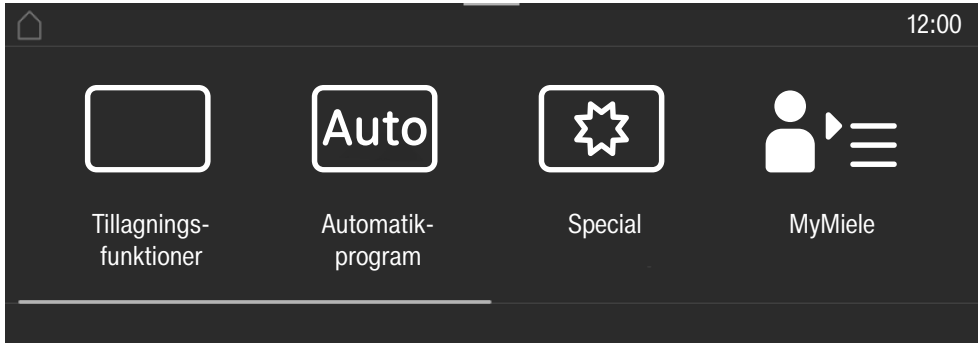 12:00
Auto
Tillagnings-
funktioner
Automatik-
program
Special
MyMiele